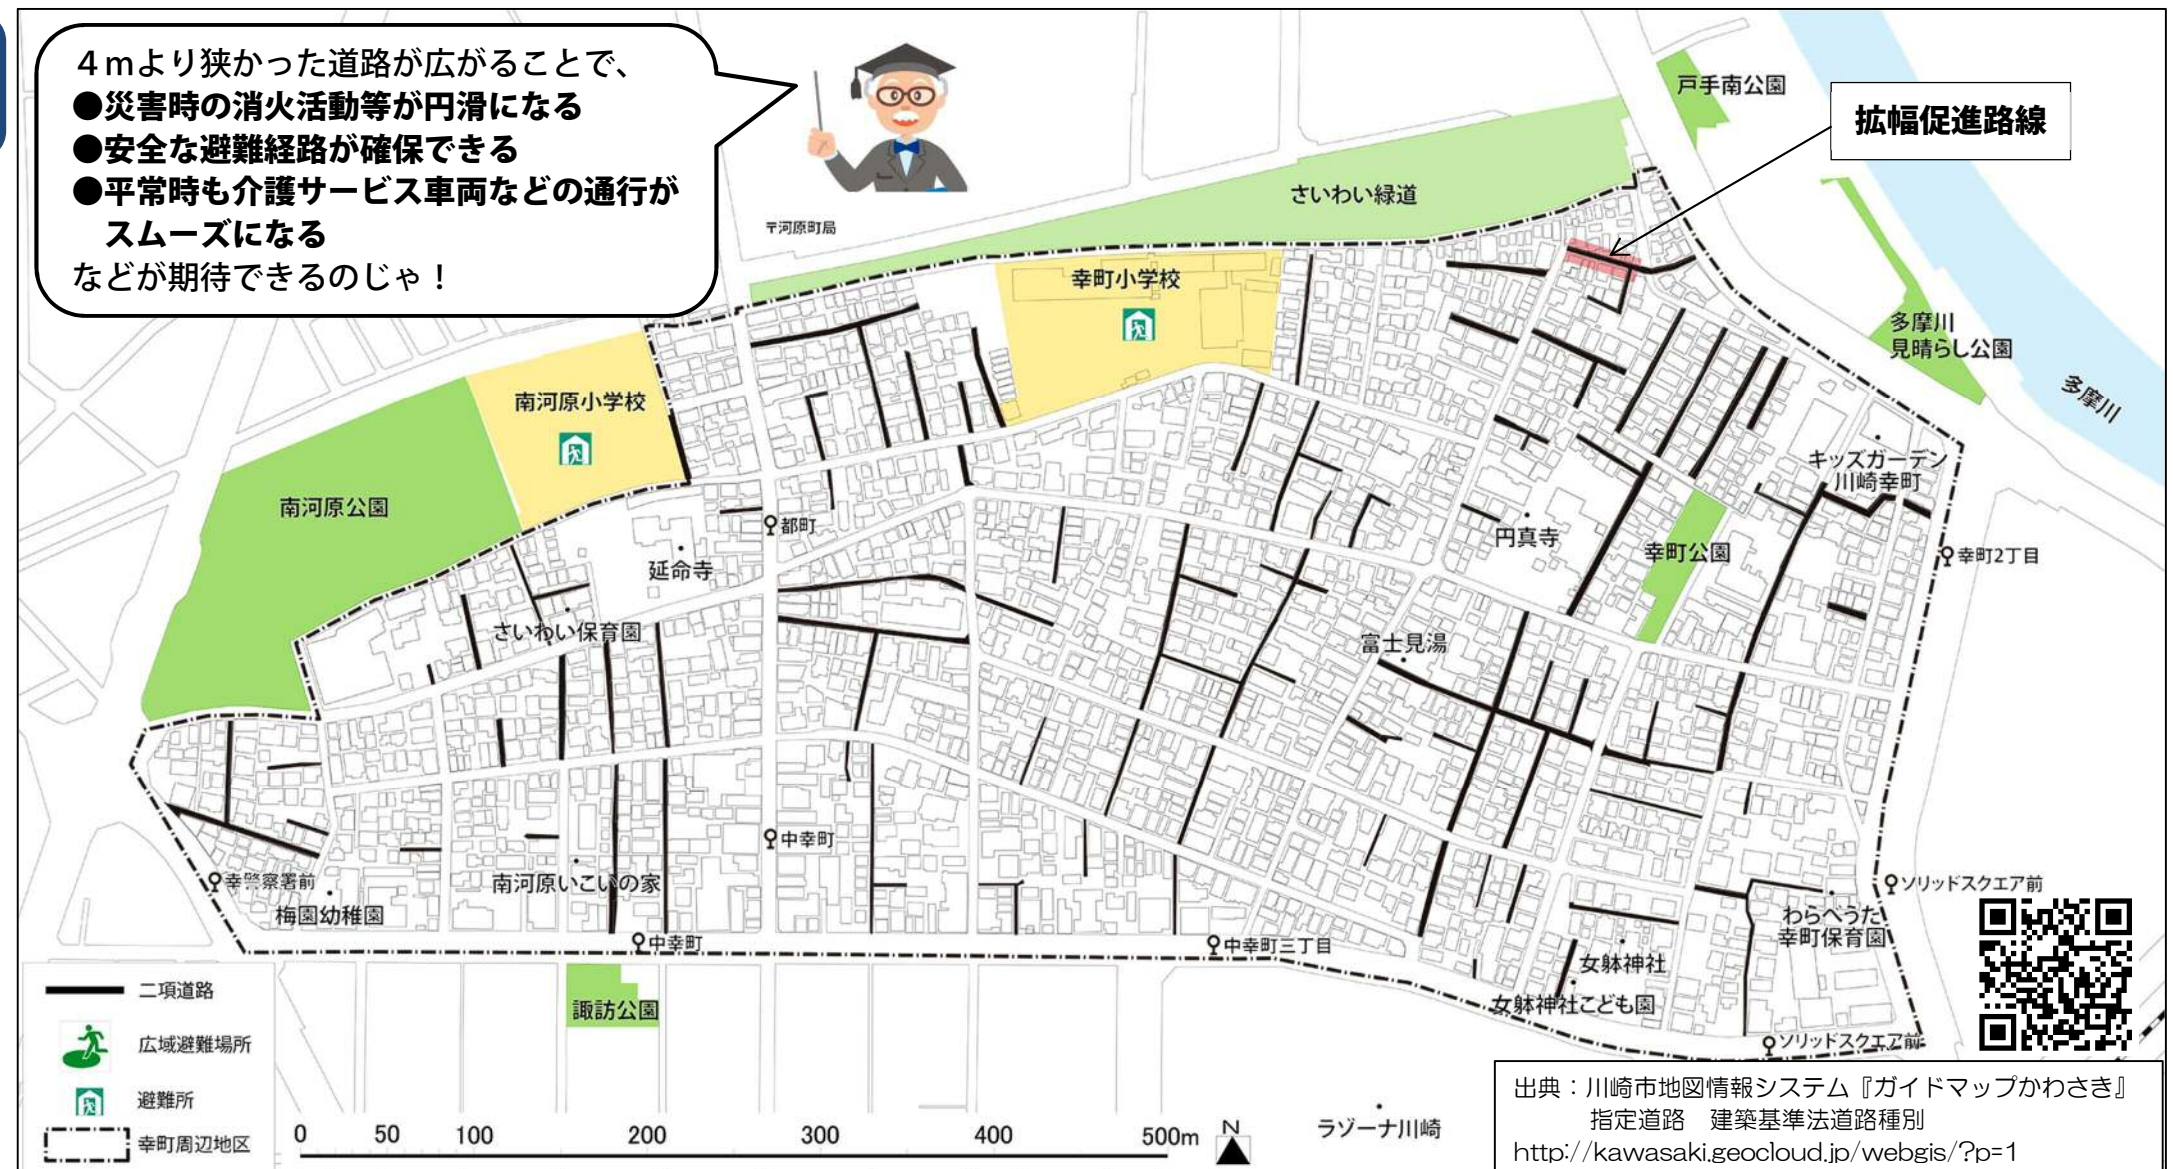 ４ｍより狭かった道路が広がることで、
●災害時の消火活動等が円滑になる
●安全な避難経路が確保できる
●平常時も介護サービス車両などの通行が
スムーズになる
などが期待できるのじゃ！
戸手南公園
拡幅促進路線
さいわい緑道
〒河原町局
幸町小学校
多摩川
見晴らし公園
多摩川
南河原小学校
キッズガーデン
川崎幸町
南河原公園
都町
円真寺
幸町公園
幸町2丁目
延命寺
さいわい保育園
富士見湯
中幸町
幸警察署前
南河原いこいの家
ソリッドスクエア前
梅園幼稚園
わらべうた
幸町保育園
中幸町
中幸町三丁目
女躰神社
女躰神社こども園
二項道路
諏訪公園
広域避難場所
ソリッドスクエア前
避難所
幸町周辺地区
0 50 100 200 300 400 500m
N
ラゾーナ川崎
出典：川崎市地図情報システム『ガイドマップかわさき』
指定道路　建築基準法道路種別
http://kawasaki.geocloud.jp/webgis/?p=1